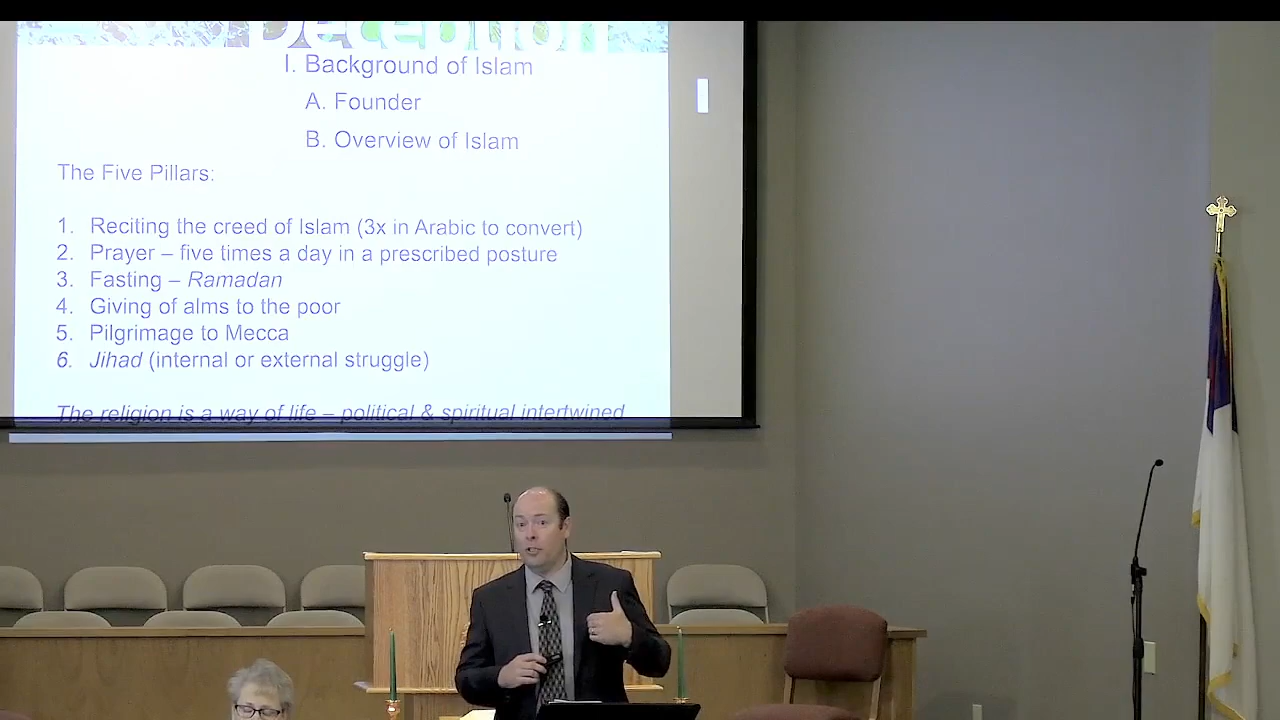 Deception
I. Background of Islam
A. Founder
B. Overview of Islam
The Five Pillars:
1. Reciting the creed of Islam (3x in Arabic to convert)
2. Prayer – five times a day in a prescribed posture
3. Fasting – Ramadan
4. Giving of alms to the poor
5. Pilgrimage to Mecca
6. Jihad (internal or external struggle)
The religion is a way of life – political & spiritual intertwined